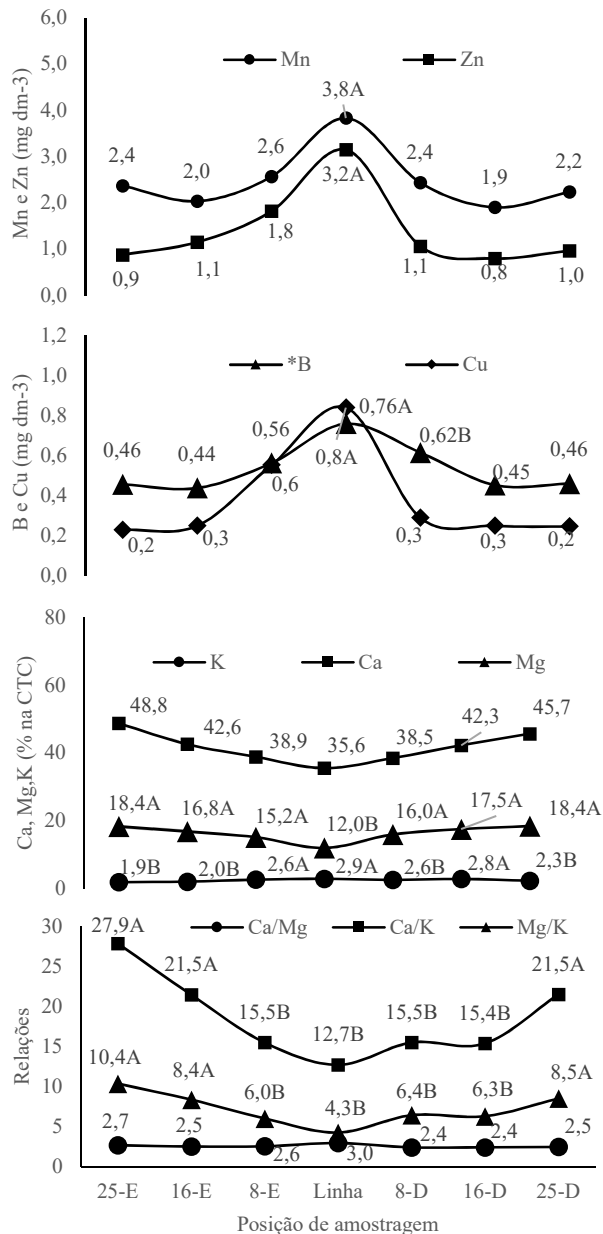 6,0
5,0
4,0
3,0
2,0
1,0
0,0
Mn e Zn (mg dm-3)
Mn Zn
2,4 2,0 2,6 3,8A 2,4 1,9 2,2
0,9 1,1 1,8 3,2A 1,1 0,8 1,0
1,2
1,0
0,8
0,6
0,4
0,2
0,0
B e Cu (mg dm-3)
*B Cu
0,46 0,44 0,56 0,76A 0,62B 0,45 0,46
0,2 0,3 0,6 0,8A 0,3 0,3 0,2
80
60
40
20
0
Ca, Mg,K (% na CTC)
K Ca Mg
48,8 42,6 38,9 35,6 38,5 42,3 45,7
18,4A 16,8A 15,2A 12,0B 16,0A 17,5A 18,4A
1,9B 2,0B 2,6A 2,9A 2,6B 2,8A 2,3B
30
25
20
15
10
5
0
Relações
Ca/Mg Ca/K Mg/K
27,9A 21,5A 15,5B 12,7B 15,5B 15,4B 21,5A
10,4A 8,4A 6,0B 4,3B 6,4B 6,3B 8,5A
2,7 2,5 2,6 3,0 2,4 2,4 2,5
25-E 16-E 8-E Linha 8-D 16-D 25-D
Posição de amostragem